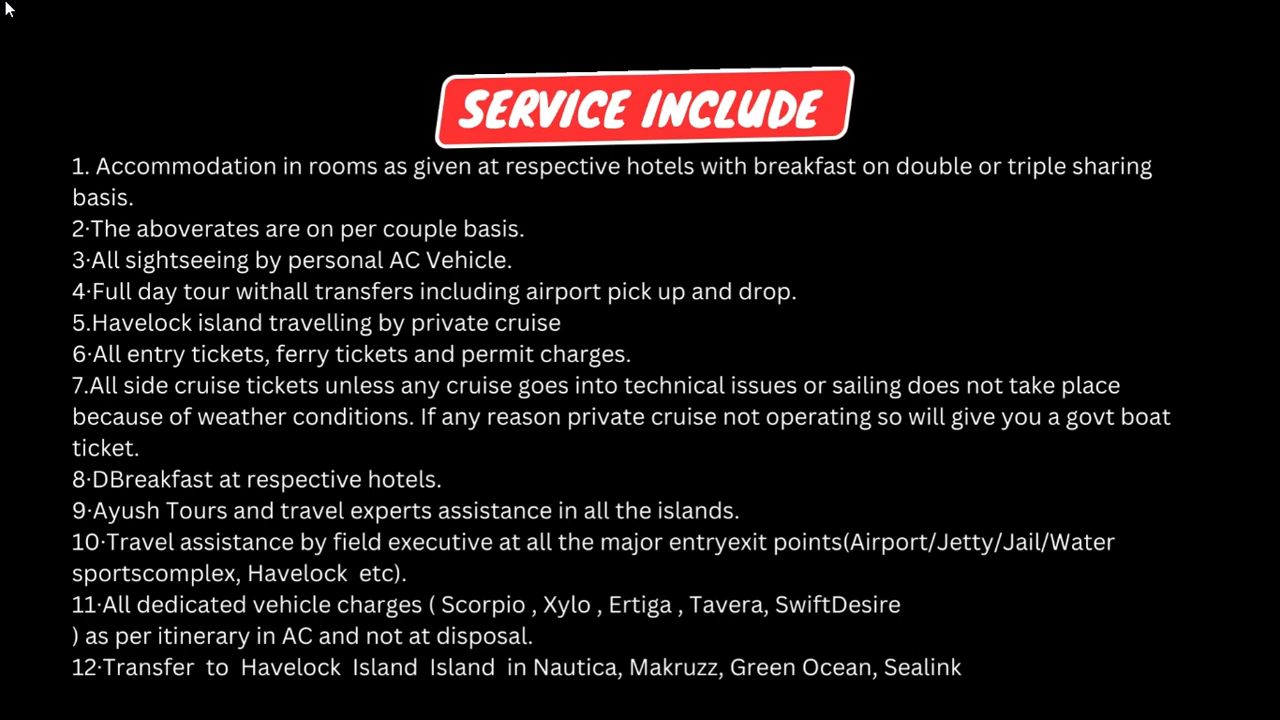 SERVICE INCLUDE
1. Accommodation in rooms as given at respective hotels with breakfast on double or triple sharing
basis.
2·The aboverates are on per couple basis.
3·All sightseeing by personal AC Vehicle.
4·Full day tour withall transfers including airport pick up and drop.
5.Havelock island travelling by private cruise
6·All entry tickets, ferry tickets and permit charges.
7.All side cruise tickets unless any cruise goes into technical issues or sailing does not take place
because of weather conditions. If any reason private cruise not operating so will give you a govt boat
ticket.
8·DBreakfast at respective hotels.
9·Ayush Tours and travel experts assistance in all the islands.
10·Travel assistance by field executive at all the major entryexit points(Airport/Jetty/Jail/Water
sportscomplex, Havelock  etc).
11·All dedicated vehicle charges ( Scorpio , Xylo , Ertiga , Tavera, SwiftDesire
) as per itinerary in AC and not at disposal.
12·Transfer  to  Havelock  Island  Island  in Nautica, Makruzz, Green Ocean, Sealink